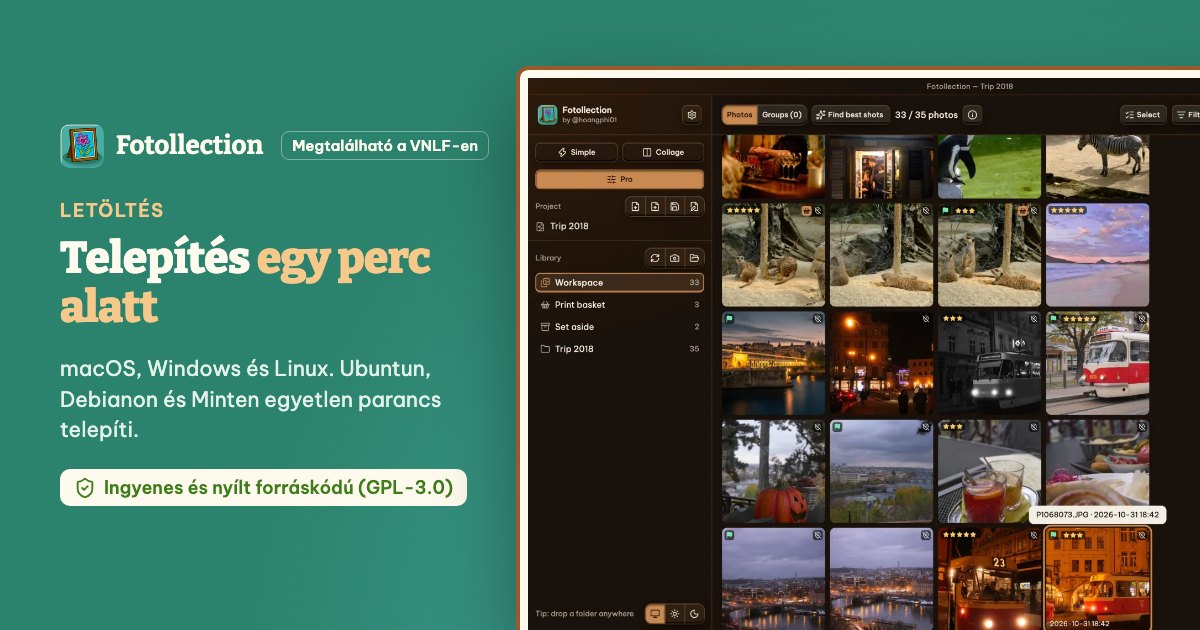 Fotollection
Megtalálható a VNLF-en
LETÖLTÉS
Telepítés egy perc
alatt
macOS, Windows és Linux. Ubuntun,
Debianon és Minten egyetlen parancs
telepíti.
Ingyenes és nyílt forráskódú (GPL-3.0)
Fotollection — Trip 2018
Fotollection
by @hoangphi01
Simple
Collage
Pro
Project
Trip 2018
Library
Workspace 33
Print basket 3
Set aside 2
Trip 2018 35
Tip: drop a folder anywhere
Photos
Groups (0)
Find best shots
33 / 35 photos
Select
P1068073.JPG · 2026-10-31 18:42
23
2026-10-31 18:42